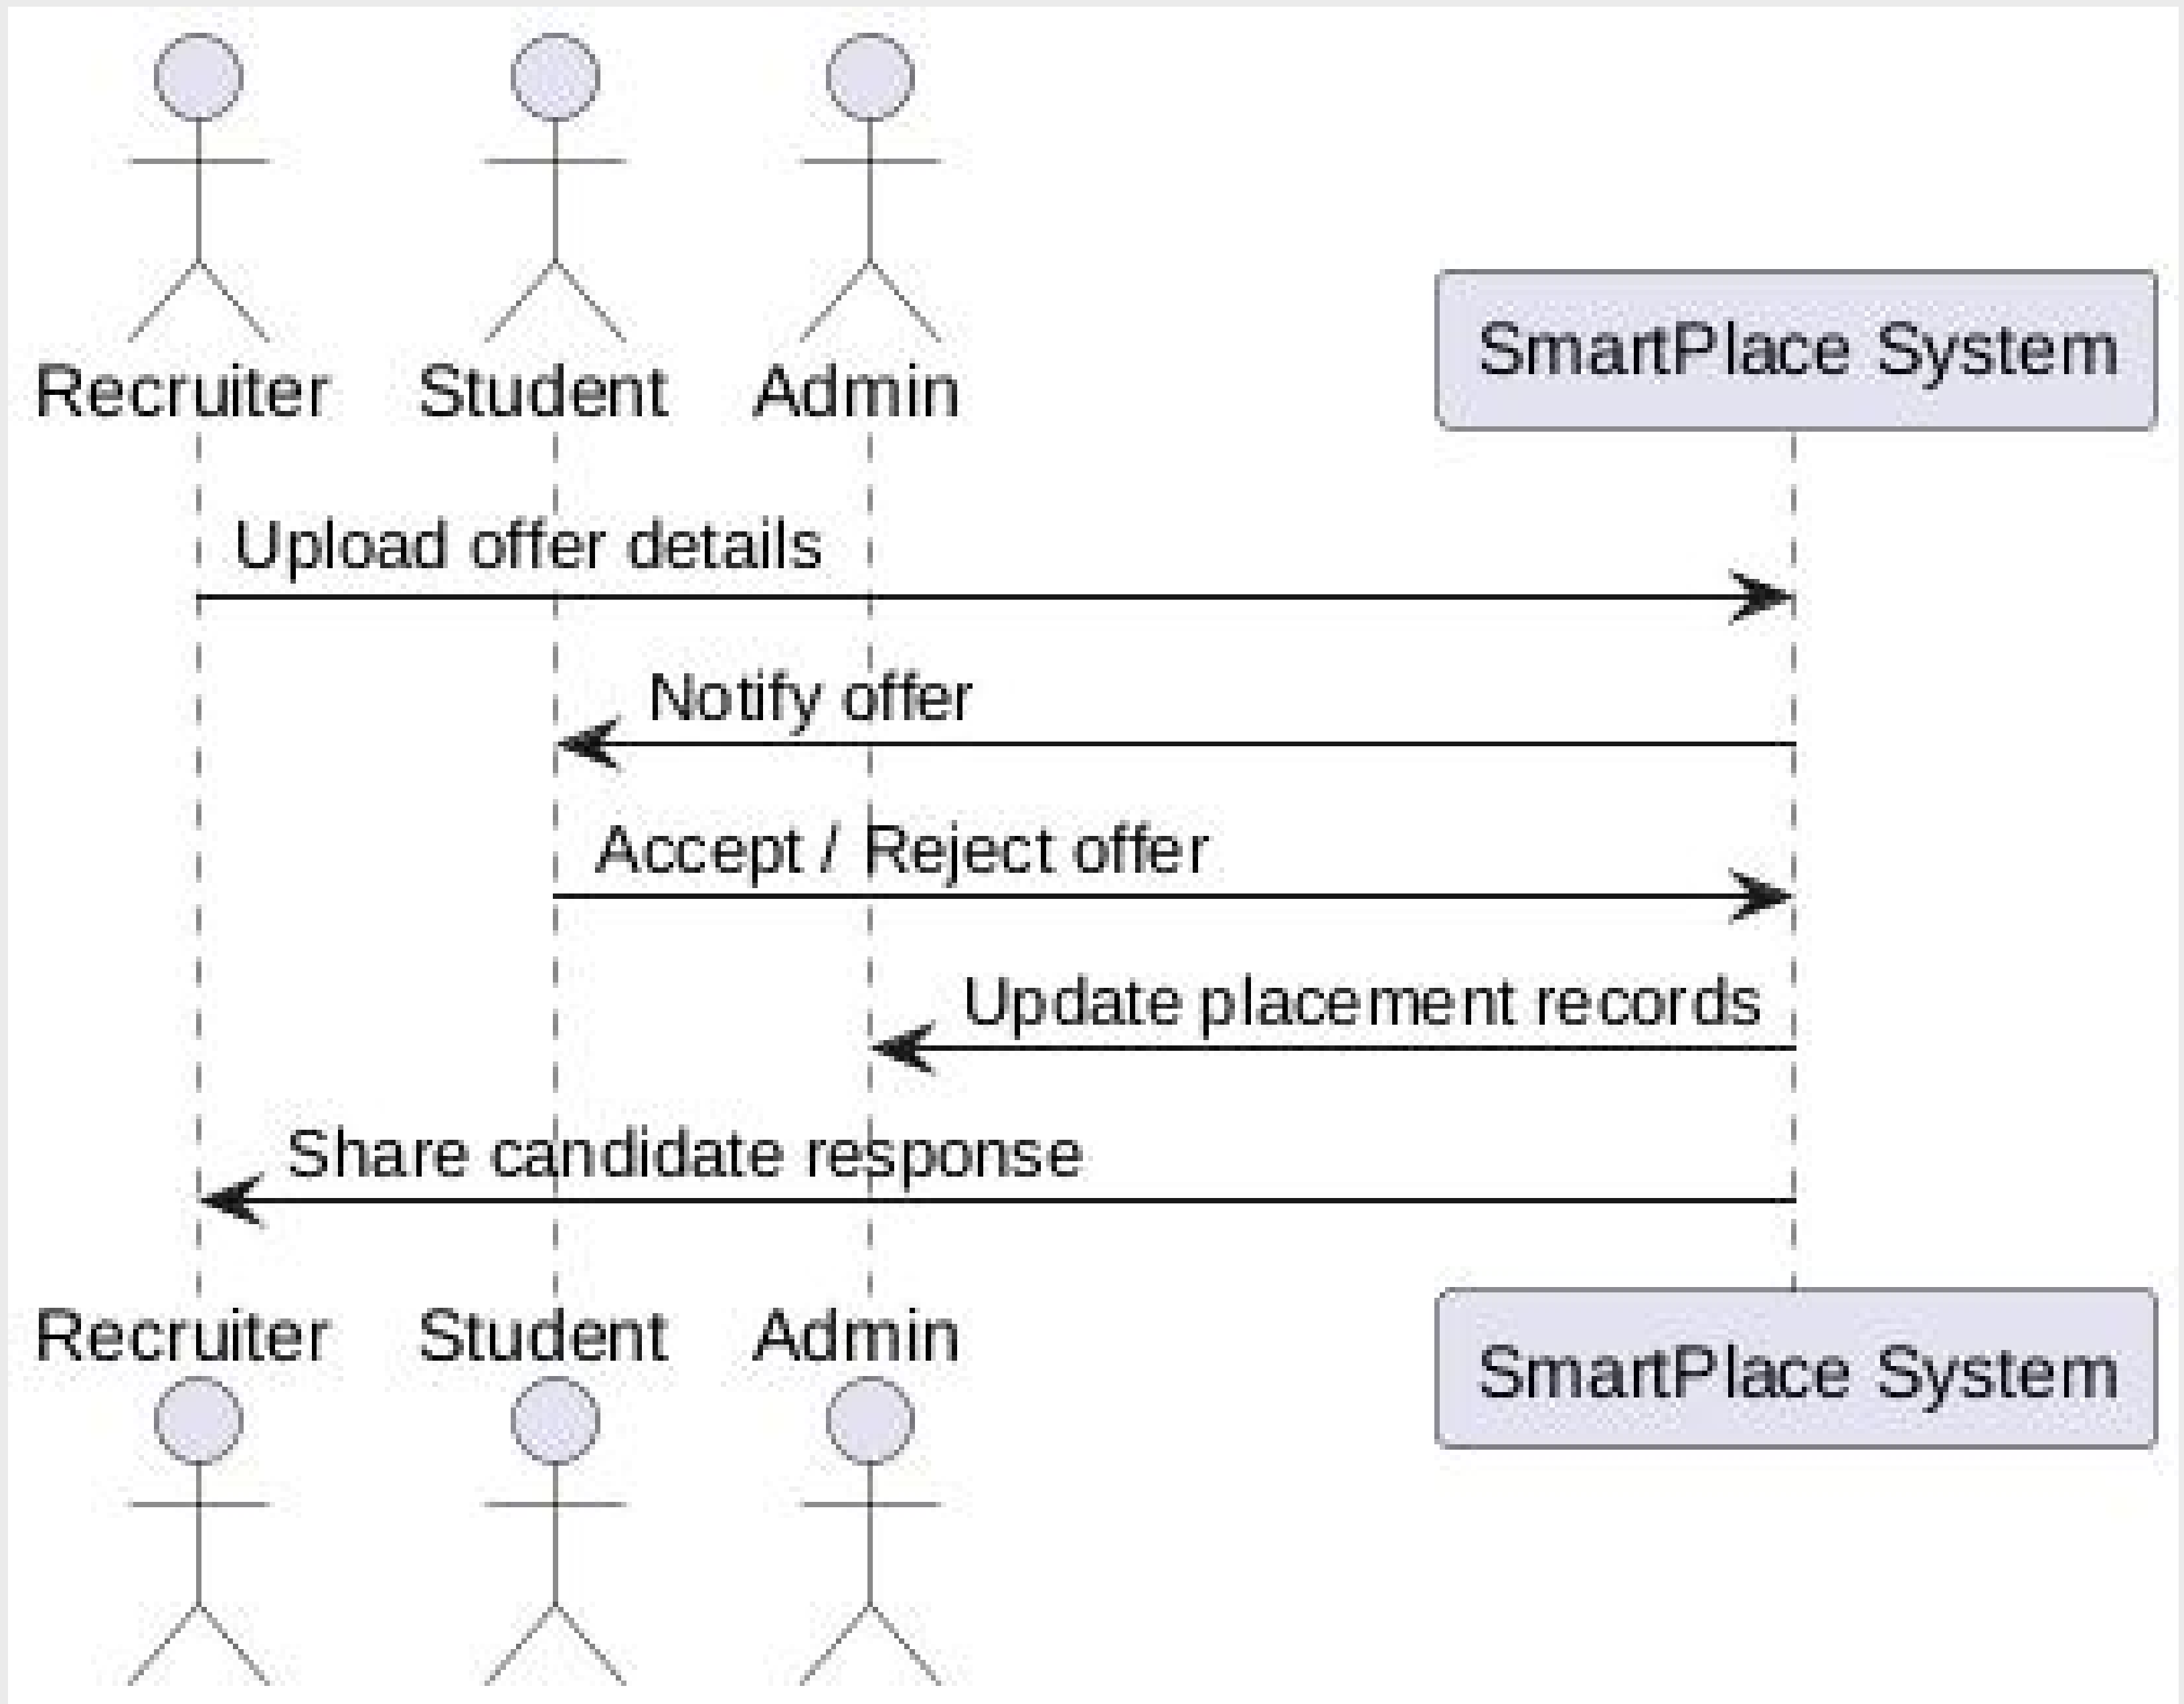 Recruiter Student Admin
SmartPlace System
Upload offer details
Notify offer
Accept / Reject offer
Update placement records
Share candidate response
Recruiter Student Admin
SmartPlace System